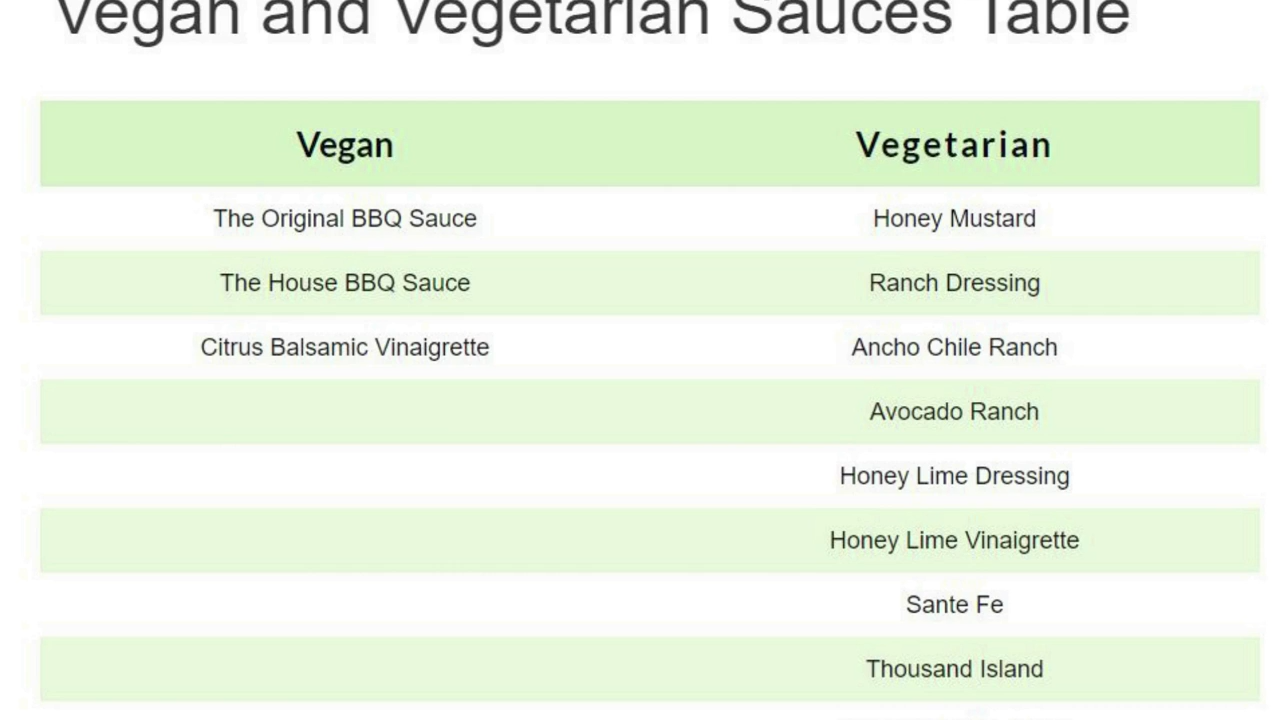 Vegan and Vegetarian Sauces Table
Vegan Vegetarian
The Original BBQ Sauce Honey Mustard
The House BBQ Sauce Ranch Dressing
Citrus Balsamic Vinaigrette Ancho Chile Ranch
Avocado Ranch
Honey Lime Dressing
Honey Lime Vinaigrette
Sante Fe
Thousand Island